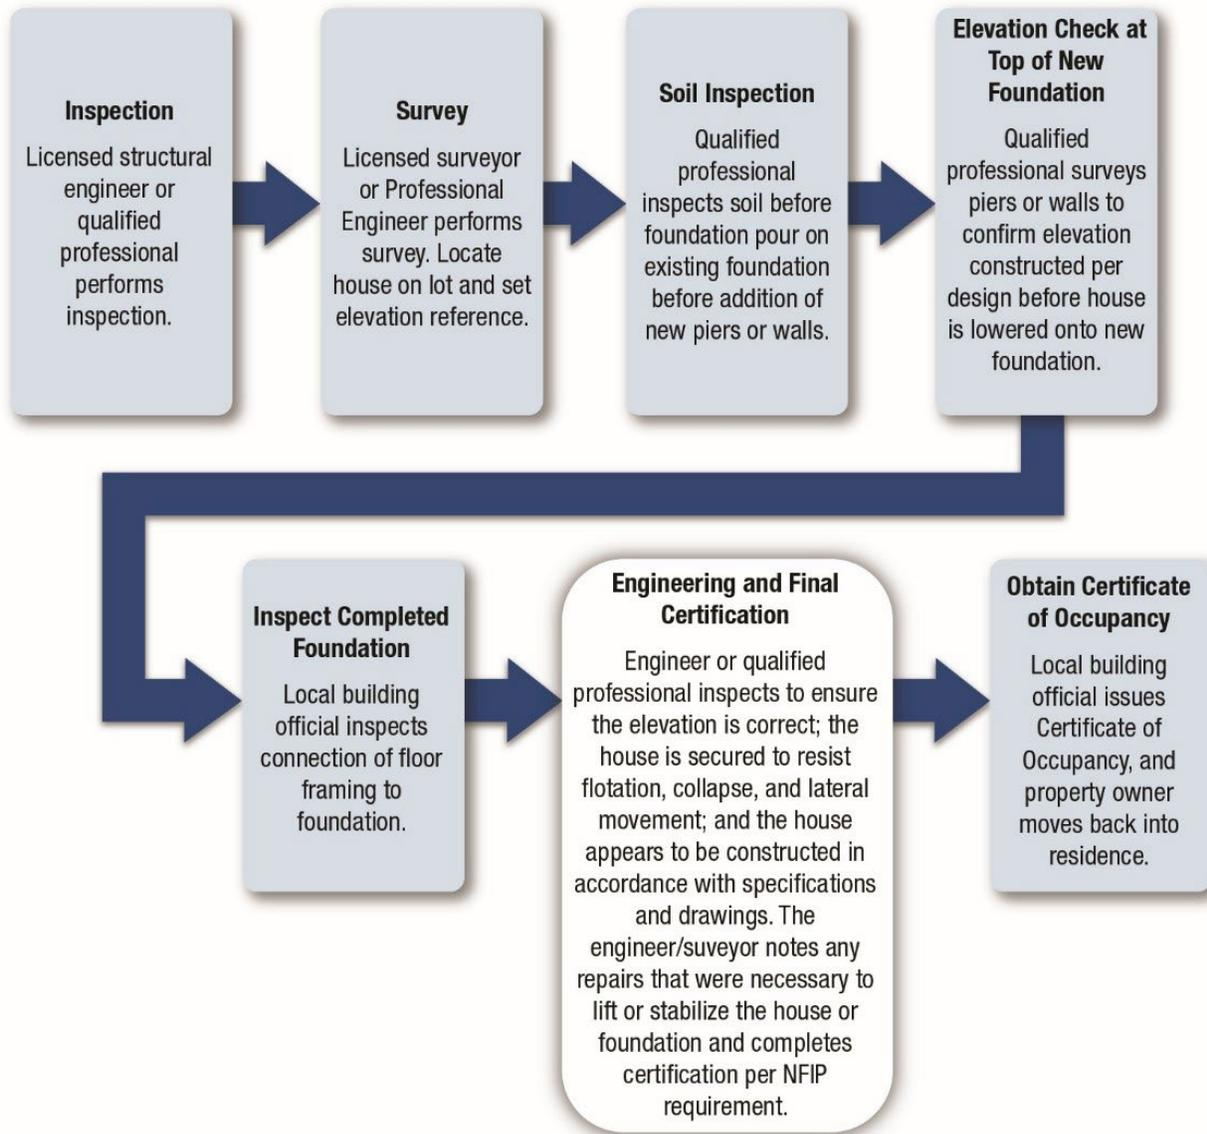 Inspection
Licensed structural
engineer or
qualified
professional
performs
inspection.
Survey
Licensed surveyor
or Professional
Engineer performs
survey. Locate
house on lot and set
elevation reference.
Soil Inspection
Qualified
professional
inspects soil before
foundation pour on
existing foundation
before addition of
new piers or walls.
Elevation Check at
Top of New
Foundation
Qualified
professional surveys
piers or walls to
confirm elevation
constructed per
design before house
is lowered onto new
foundation.
Inspect Completed
Foundation
Local building
official inspects
connection of floor
framing to
foundation.
Engineering and Final
Certification
Engineer or qualified
professional inspects to ensure
the elevation is correct; the
house is secured to resist
flotation, collapse, and lateral
movement; and the house
appears to be constructed in
accordance with specifications
and drawings. The
engineer/suveyor notes any
repairs that were necessary to
lift or stabilize the house or
foundation and completes
certification per NFIP
requirement.
Obtain Certificate
of Occupancy
Local building
official issues
Certificate of
Occupancy, and
property owner
moves back into
residence.